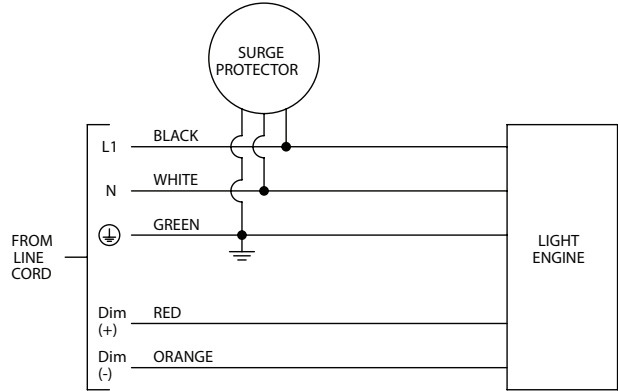 SURGE
PROTECTOR
L1 BLACK
N WHITE
GREEN
FROM
LINE
CORD
LIGHT
ENGINE
Dim
(+)
RED
Dim
(-)
ORANGE